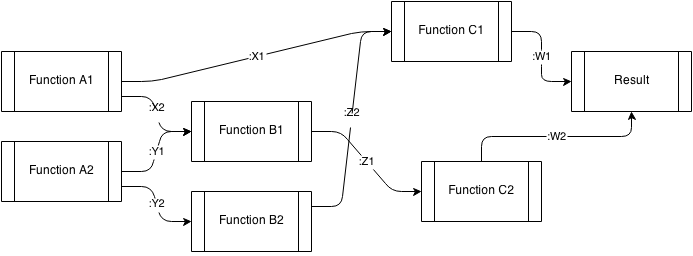 Function C1
:X1
:W1
Function A1
Result
:X2
:Z2
Function B1
:W2
:Y1
:Z1
Function A2
Function C2
:Y2
Function B2